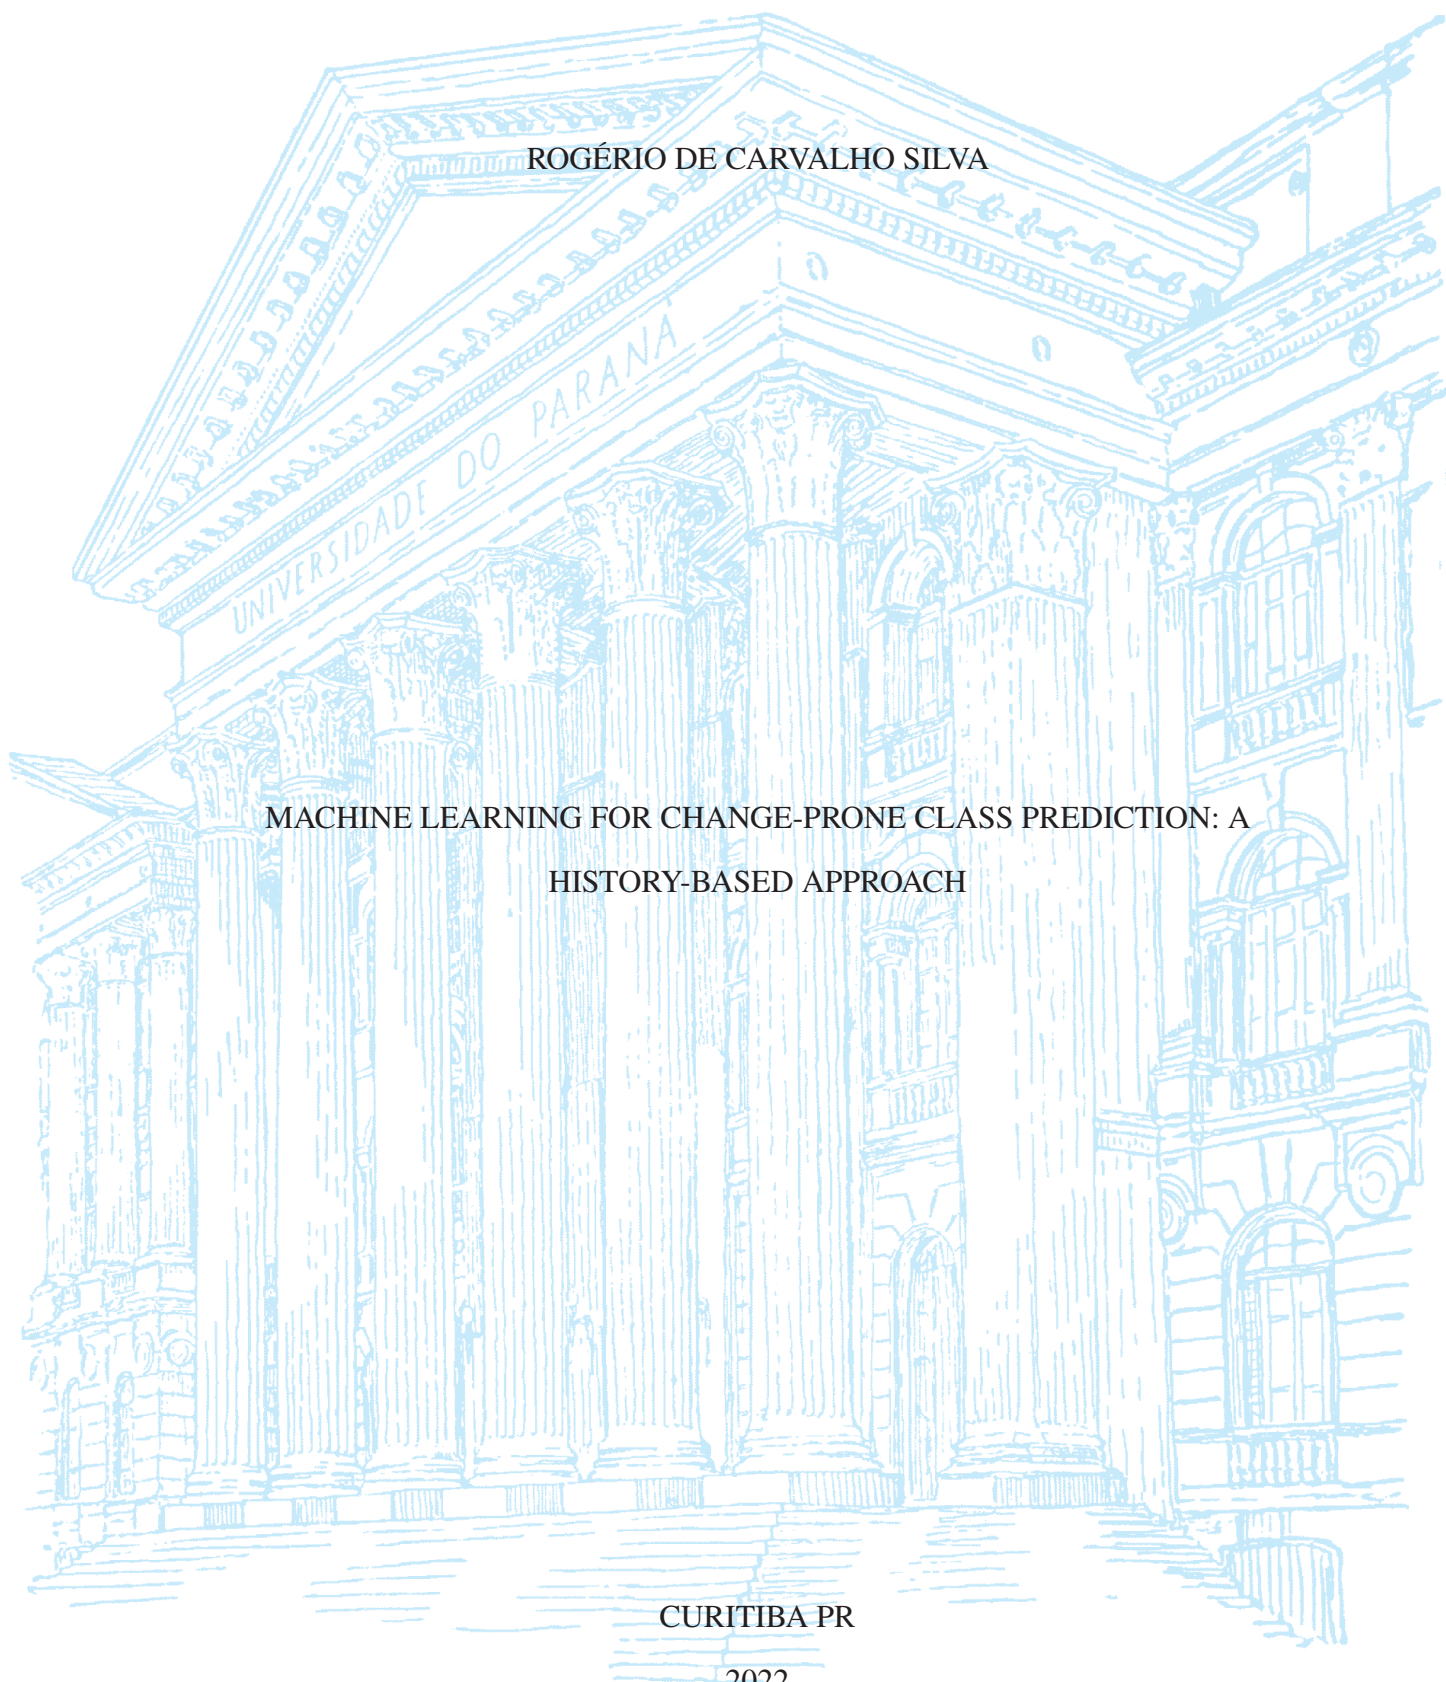 ROGÉRIO DE CARVALHO SILVA
UNIVERSIDADE DO PARANÁ
MACHINE LEARNING FOR CHANGE-PRONE CLASS PREDICTION: A
HISTORY-BASED APPROACH
CURITIBA PR
2022